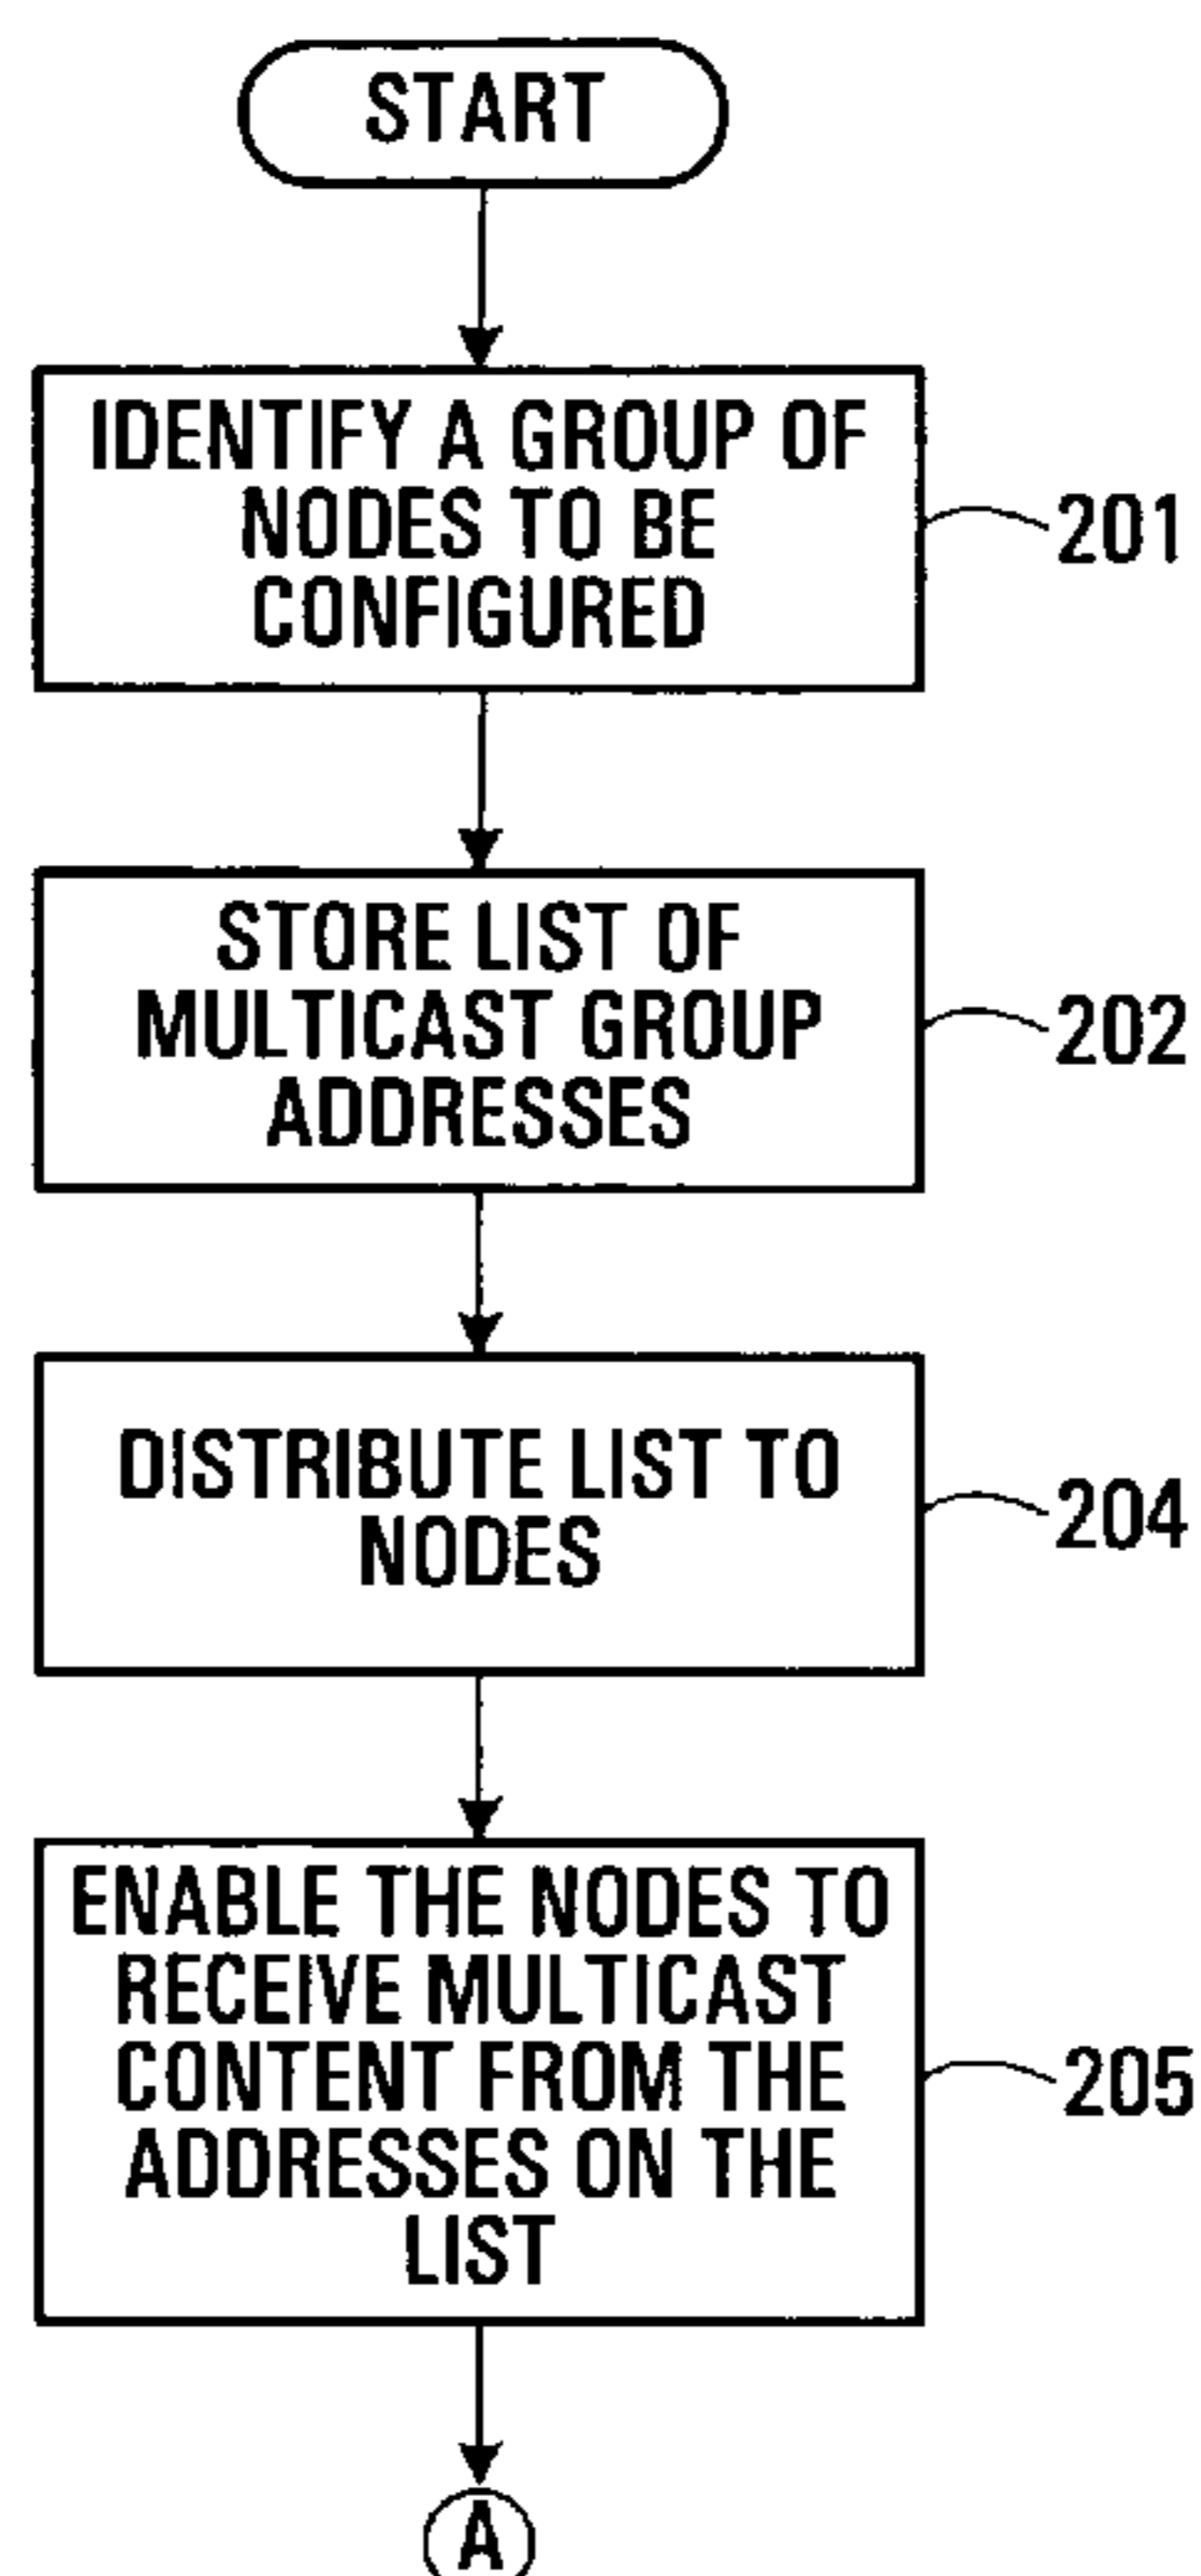 START
IDENTIFY A GROUP OF
NODES TO BE
CONFIGURED
201
STORE LIST OF
MULTICAST GROUP
ADDRESSES
202
DISTRIBUTE LIST TO
NODES
204
ENABLE THE NODES TO
RECEIVE MULTICAST
CONTENT FROM THE
ADDRESSES ON THE
LIST
205
A